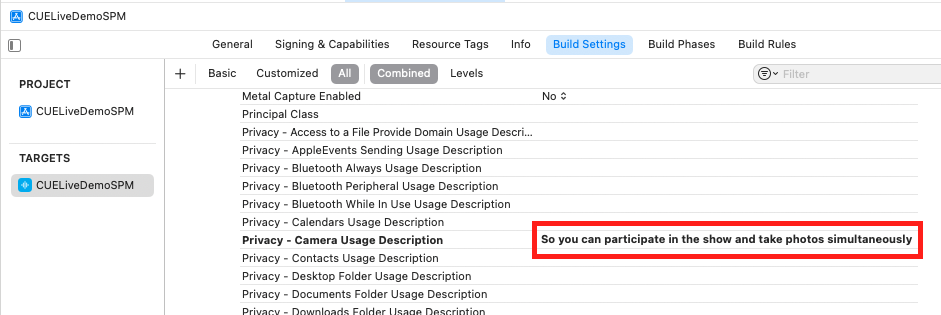 CUELiveDemoSPM
General Signing & Capabilities Resource Tags Info Build Settings Build Phases Build Rules
PROJECT
CUELiveDemoSPM
TARGETS
CUELiveDemoSPM
+ Basic Customized All Combined Levels Filter
Metal Capture Enabled No
Principal Class
Privacy - Access to a File Provide Domain Usage Descri...
Privacy - AppleEvents Sending Usage Description
Privacy - Bluetooth Always Usage Description
Privacy - Bluetooth Peripheral Usage Description
Privacy - Bluetooth While In Use Usage Description
Privacy - Calendars Usage Description
Privacy - Camera Usage Description So you can participate in the show and take photos simultaneously
Privacy - Contacts Usage Description
Privacy - Desktop Folder Usage Description
Privacy - Documents Folder Usage Description
Privacy - Downloads Folder Usage Description